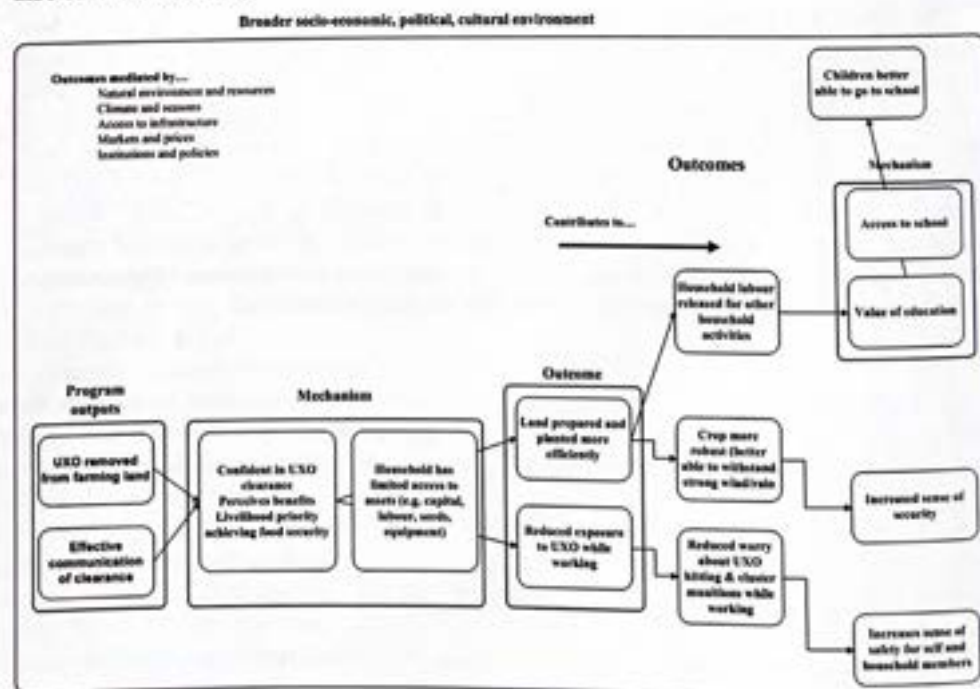 Broader socio-economic, political, cultural environment
Outcomes mediated by....
Natural environment and resources
Climate and seasons
Access to infrastructure
Markets and prices
Institutions and policies
Children better
able to go to school
Outcomes
Mechanism
Contributes to....
Access to school
Value of education
Household labour
released for other
household
activities
Program
outputs
Mechanism
Outcome
UXO removed
from farming land
Effective
communication
of clearance
Confident in UXO
clearance
Perceives benefits
Livelihood priority
achieving food security
Household has
limited access to
assets (e.g. capital,
labour, seeds,
equipment)
Land prepared and
planted more
efficiently
Reduced exposure
to UXO while
working
Crop more
robust (better
able to withstand
strong wind/rain
Reduced worry
about UXO
hitting & cluster
munitions while
working
Increased sense of
security
Increases sense of
safety for self and
household members